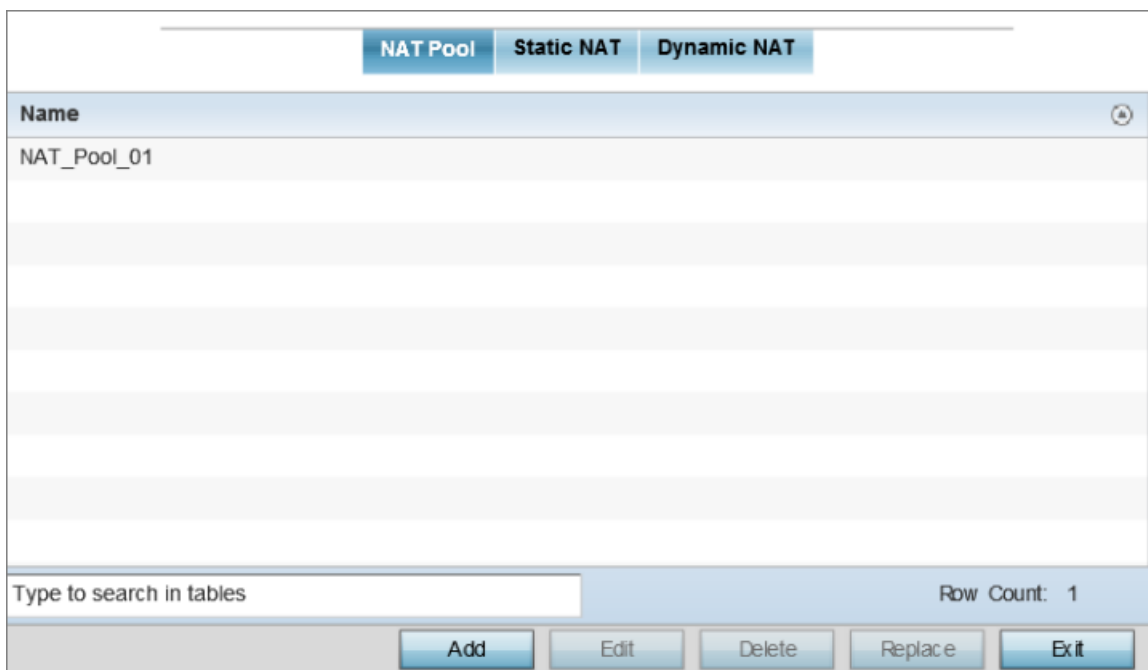 NAT Pool Static NAT Dynamic NAT
Name
NAT_Pool_01
Type to search in tables Row Count: 1
Add Edit Delete Replace Exit